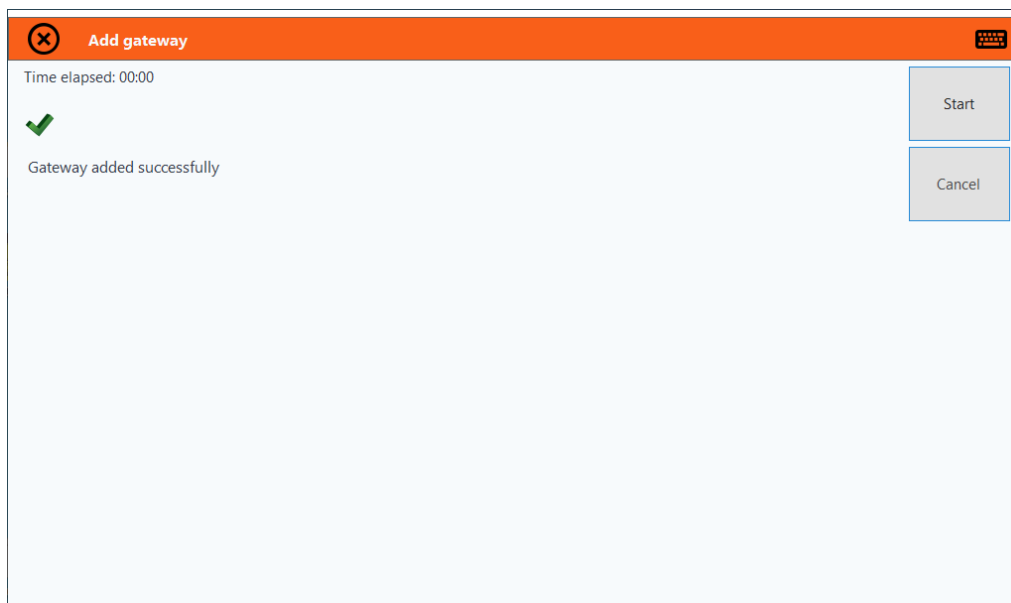 Add gateway
Time elapsed: 00:00
Start
Gateway added successfully
Cancel